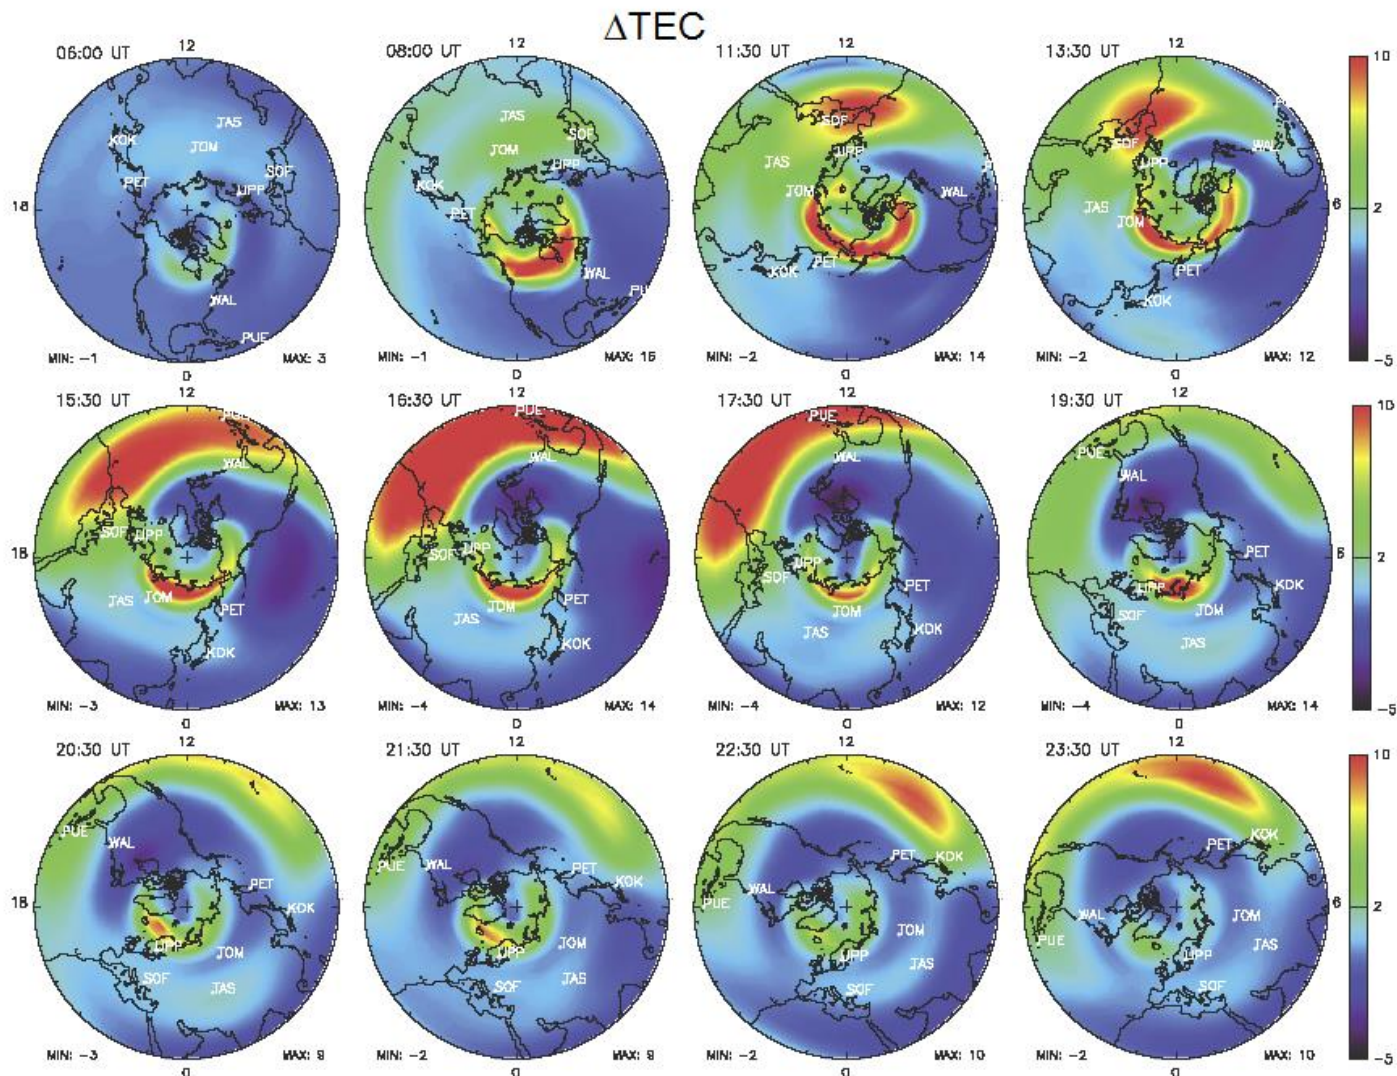 ΔTEC
06:00 UT
12
08:00 UT
12
11:30 UT
12
13:30 UT
12
10
KOK
JAS
JOM
PET
UPP
SOF
WAL
PUE
18
MIN: -1
MAX: 3
0
JAS
SOF
JOM
UPP
KOK
PET
WAL
PU
MIN: -1
MAX: 15
0
SOF
UPP
JAS
JOM
WAL
PET
KOK
MIN: -2
MAX: 14
0
SOF
UPP
WAL
JAS
JOM
PET
KOK
6
2
MIN: -2
MAX: 12
-5
0
15:30 UT
12
16:30 UT
12
17:30 UT
12
19:30 UT
12
10
WAL
SOF
UPP
18
JAS
JOM
PET
KOK
MIN: -3
MAX: 13
0
PUE
WAL
SOF
UPP
JAS
JOM
PET
KOK
MIN: -4
MAX: 14
0
PUE
WAL
UPP
SOF
PET
JOM
JAS
KOK
MIN: -4
MAX: 12
0
PUE
WAL
PET
UPP
KOK
SOF
JOM
JAS
6
2
MIN: -4
MAX: 14
-5
0
20:30 UT
12
21:30 UT
12
22:30 UT
12
23:30 UT
12
10
PUE
WAL
PET
KOK
18
UPP
JOM
SOF
JAS
MIN: -3
MAX: 9
0
PUE
WAL
PET
KOK
UPP
JOM
SOF
JAS
MIN: -2
MAX: 9
0
PET
KOK
WAL
PUE
JOM
UPP
JAS
SOF
MIN: -2
MAX: 10
0
PET
KOK
WAL
JOM
PUE
UPP
JAS
SOF
6
2
MIN: -2
MAX: 10
-5
0